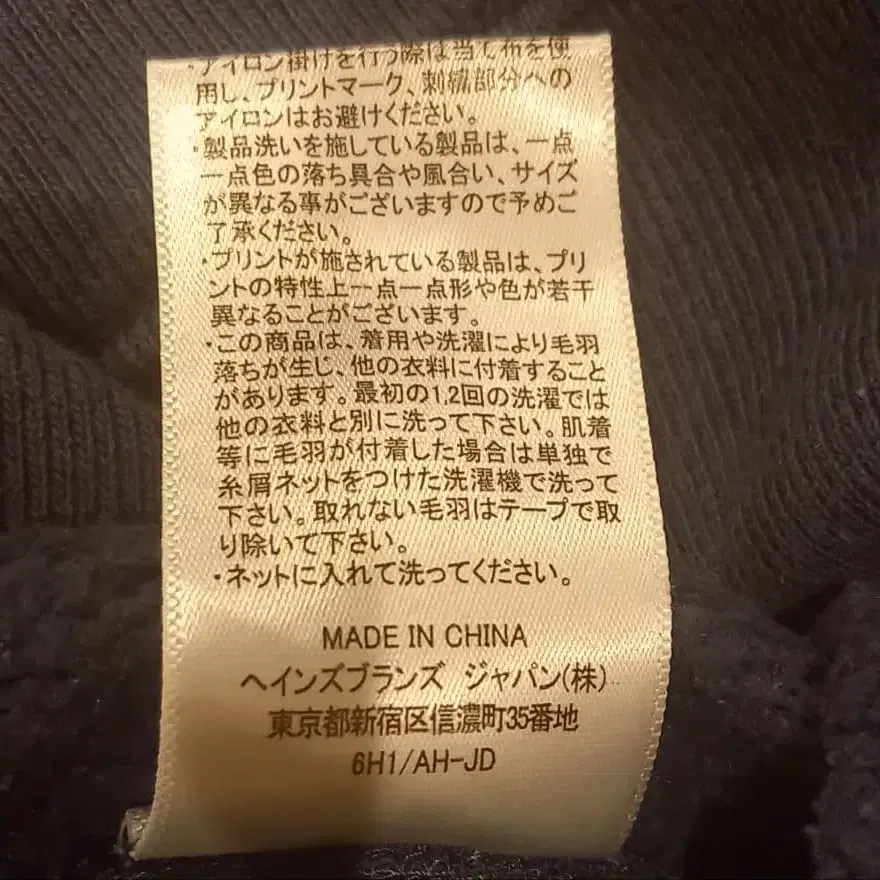 ・アイロン掛けを行う際は当て布を使
用し、プリントマーク、刺繍部分への
アイロンはお避けください。
・製品洗いを施している製品は、一点
一点色の落ち具合や風合い、サイズ
が異なる事がございますので予めご
了承ください。
・プリントが施されている製品は、プリ
ントの特性上一点一点形や色が若干
異なることがございます。
・この商品は、着用や洗濯により毛羽
落ちが生じ、他の衣料に付着すること
があります。最初の1,2回の洗濯では
他の衣料と別に洗って下さい。肌着
等に毛羽が付着した場合は単独で
糸屑ネットをつけた洗濯機で洗って
下さい。取れない毛羽はテープで取
り除いて下さい。
・ネットに入れて洗ってください。
MADE IN CHINA
ヘインズブランズ ジャパン(株)
東京都新宿区信濃町35番地
6H1/AH-JD